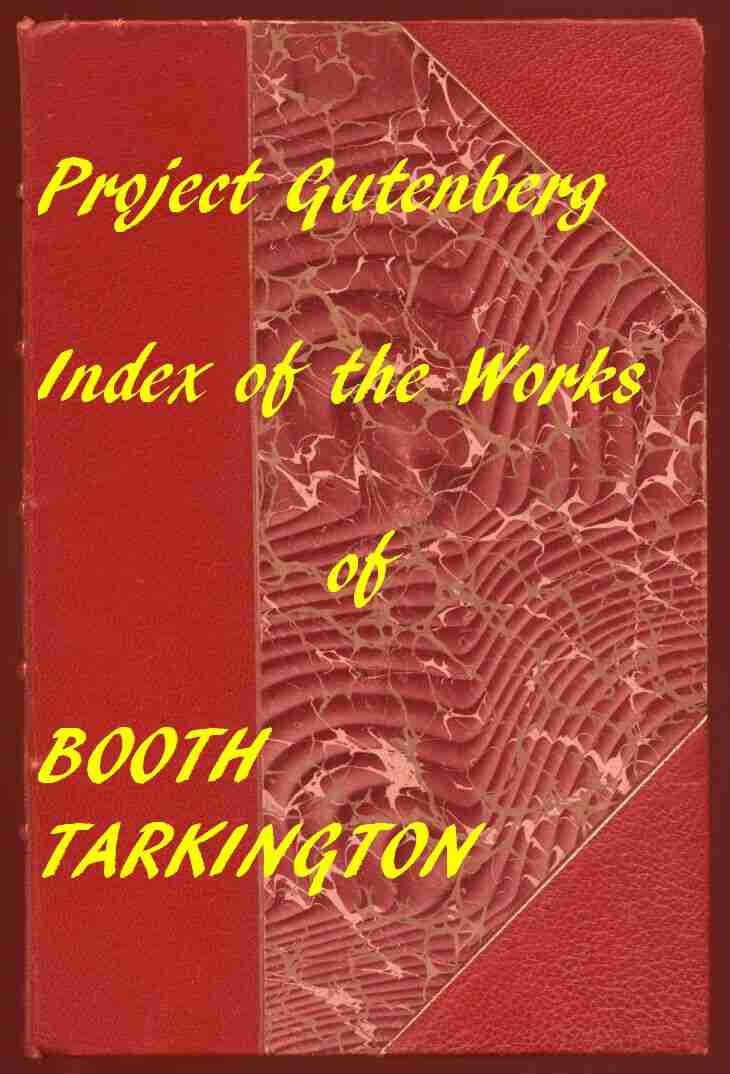 Project Gutenberg
Index of the Works
of
BOOTH
TARKINGTON